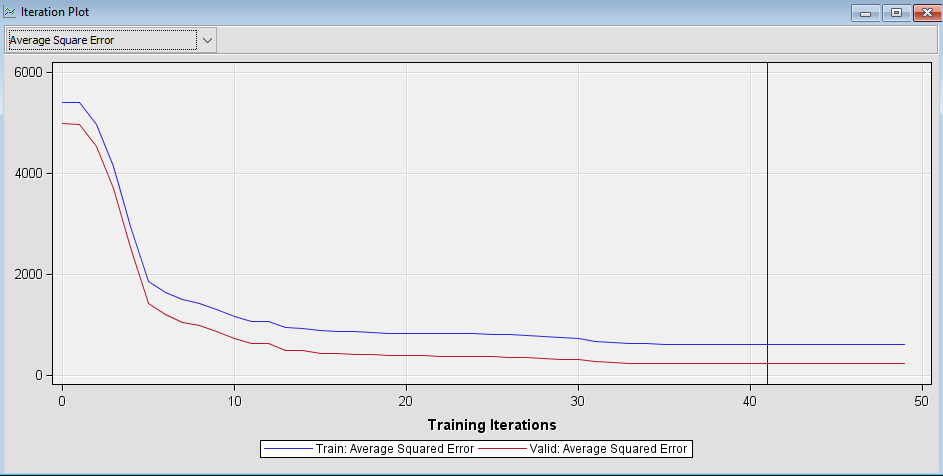 Iteration Plot
Average Square Error
6000
4000
2000
0
0 10 20 30 40 50
Training Iterations
Train: Average Squared Error Valid: Average Squared Error